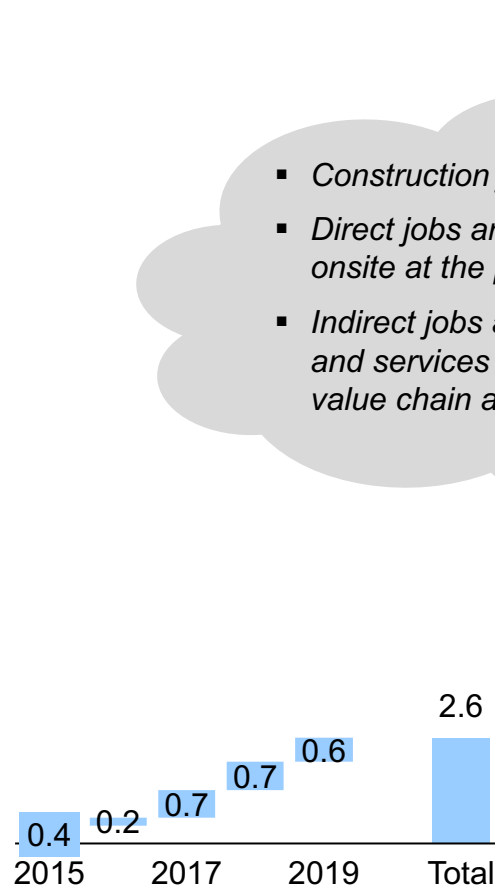 ▪ Construction
▪ Direct jobs
onsite at the
▪ Indirect jobs
and services
value chain
2.6
0.6
0.7
0.7
0.2
0.4
2015 2017 2019 Total